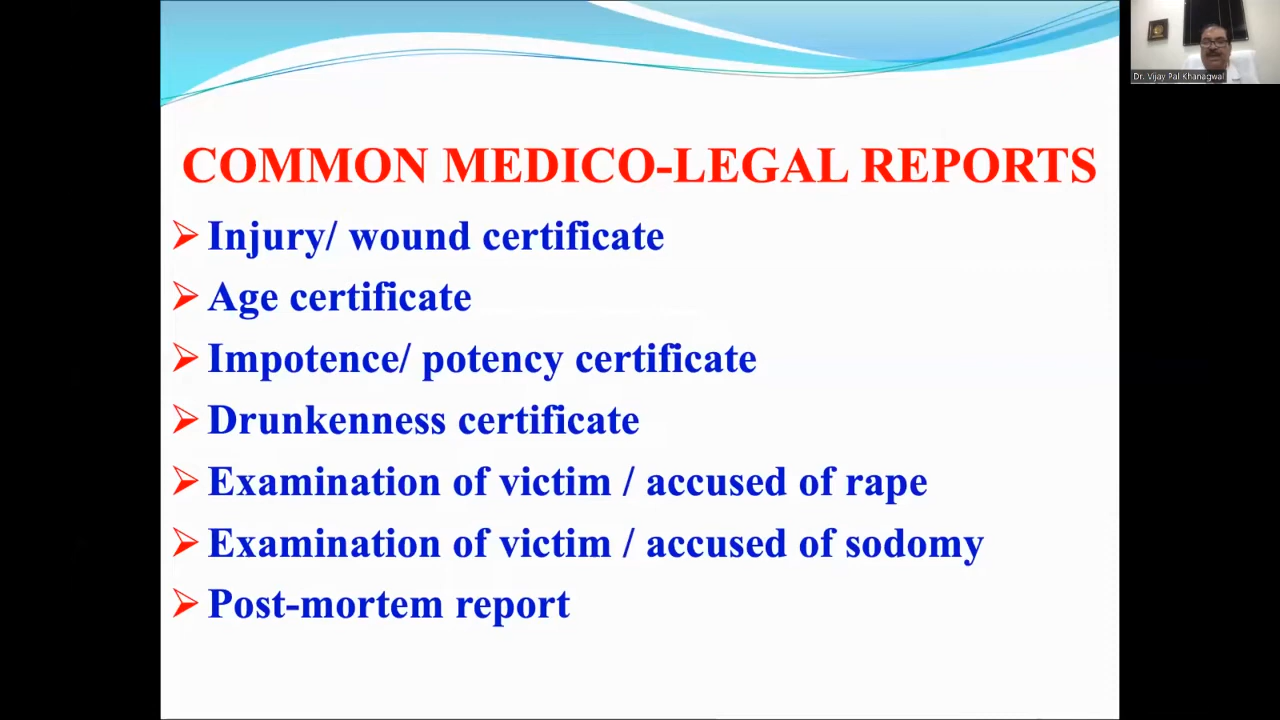 Dr. Vijay Pal Khanagwal
COMMON MEDICO-LEGAL REPORTS
Injury/ wound certificate
Age certificate
Impotence/ potency certificate
Drunkenness certificate
Examination of victim / accused of rape
Examination of victim / accused of sodomy
Post-mortem report